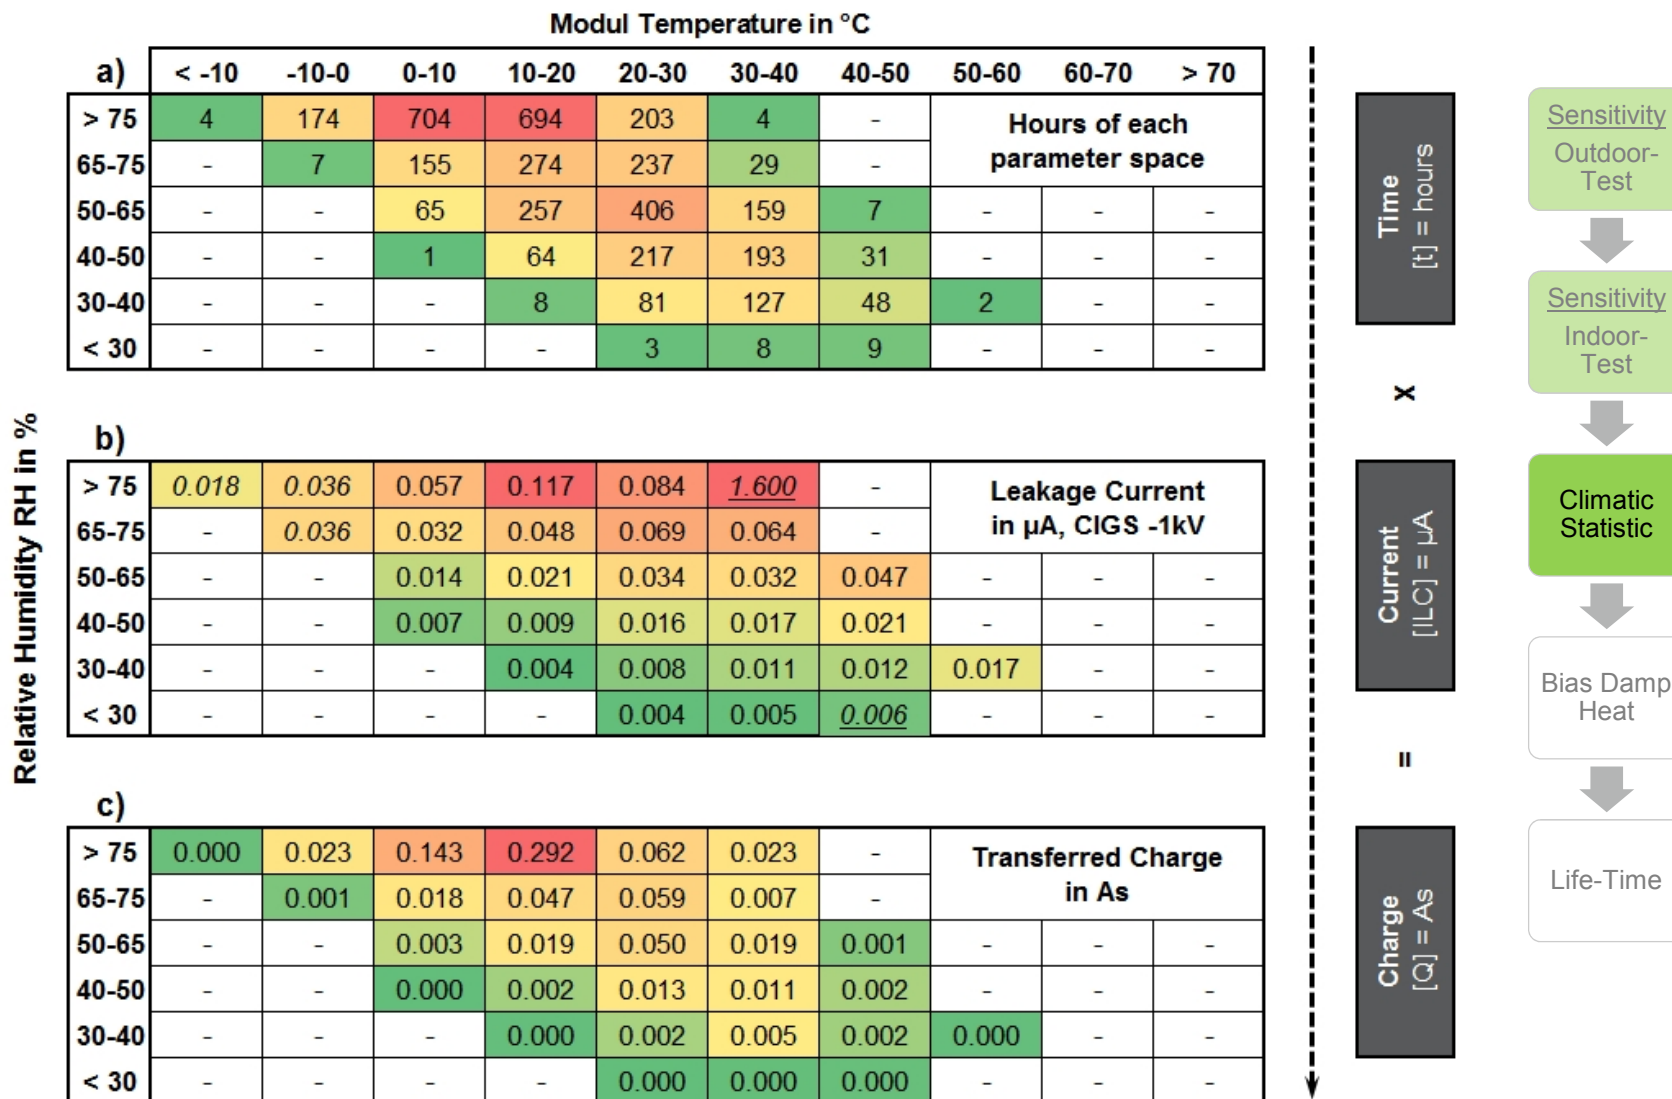 Modul Temperature in °C
a) < -10 -10-0 0-10 10-20 20-30 30-40 40-50 50-60 60-70 > 70
> 75 4 174 704 694 203 4 - Hours of each
65-75 - 7 155 274 237 29 - parameter space
50-65 - - 65 257 406 159 7 - - -
40-50 - - 1 64 217 193 31 - - -
30-40 - - - 8 81 127 48 2 - -
< 30 - - - - 3 8 9 - - -
Relative Humidity RH in %
b)
> 75 0.018 0.036 0.057 0.117 0.084 1.600 - Leakage Current
65-75 - 0.036 0.032 0.048 0.069 0.064 - in µA, CIGS -1kV
50-65 - - 0.014 0.021 0.034 0.032 0.047 - - -
40-50 - - 0.007 0.009 0.016 0.017 0.021 - - -
30-40 - - - 0.004 0.008 0.011 0.012 0.017 - -
< 30 - - - - 0.004 0.005 0.006 - - -
c)
> 75 0.000 0.023 0.143 0.292 0.062 0.023 - Transferred Charge
65-75 - 0.001 0.018 0.047 0.059 0.007 - in As
50-65 - - 0.003 0.019 0.050 0.019 0.001 - - -
40-50 - - 0.000 0.002 0.013 0.011 0.002 - - -
30-40 - - - 0.000 0.002 0.005 0.002 0.000 - -
< 30 - - - - 0.000 0.000 0.000 - - -
Time
[t] = hours
x
Current
[ILC] = µA
=
Charge
[Q] = As
Sensitivity
Outdoor-
Test
Sensitivity
Indoor-
Test
Climatic
Statistic
Bias Damp
Heat
Life-Time